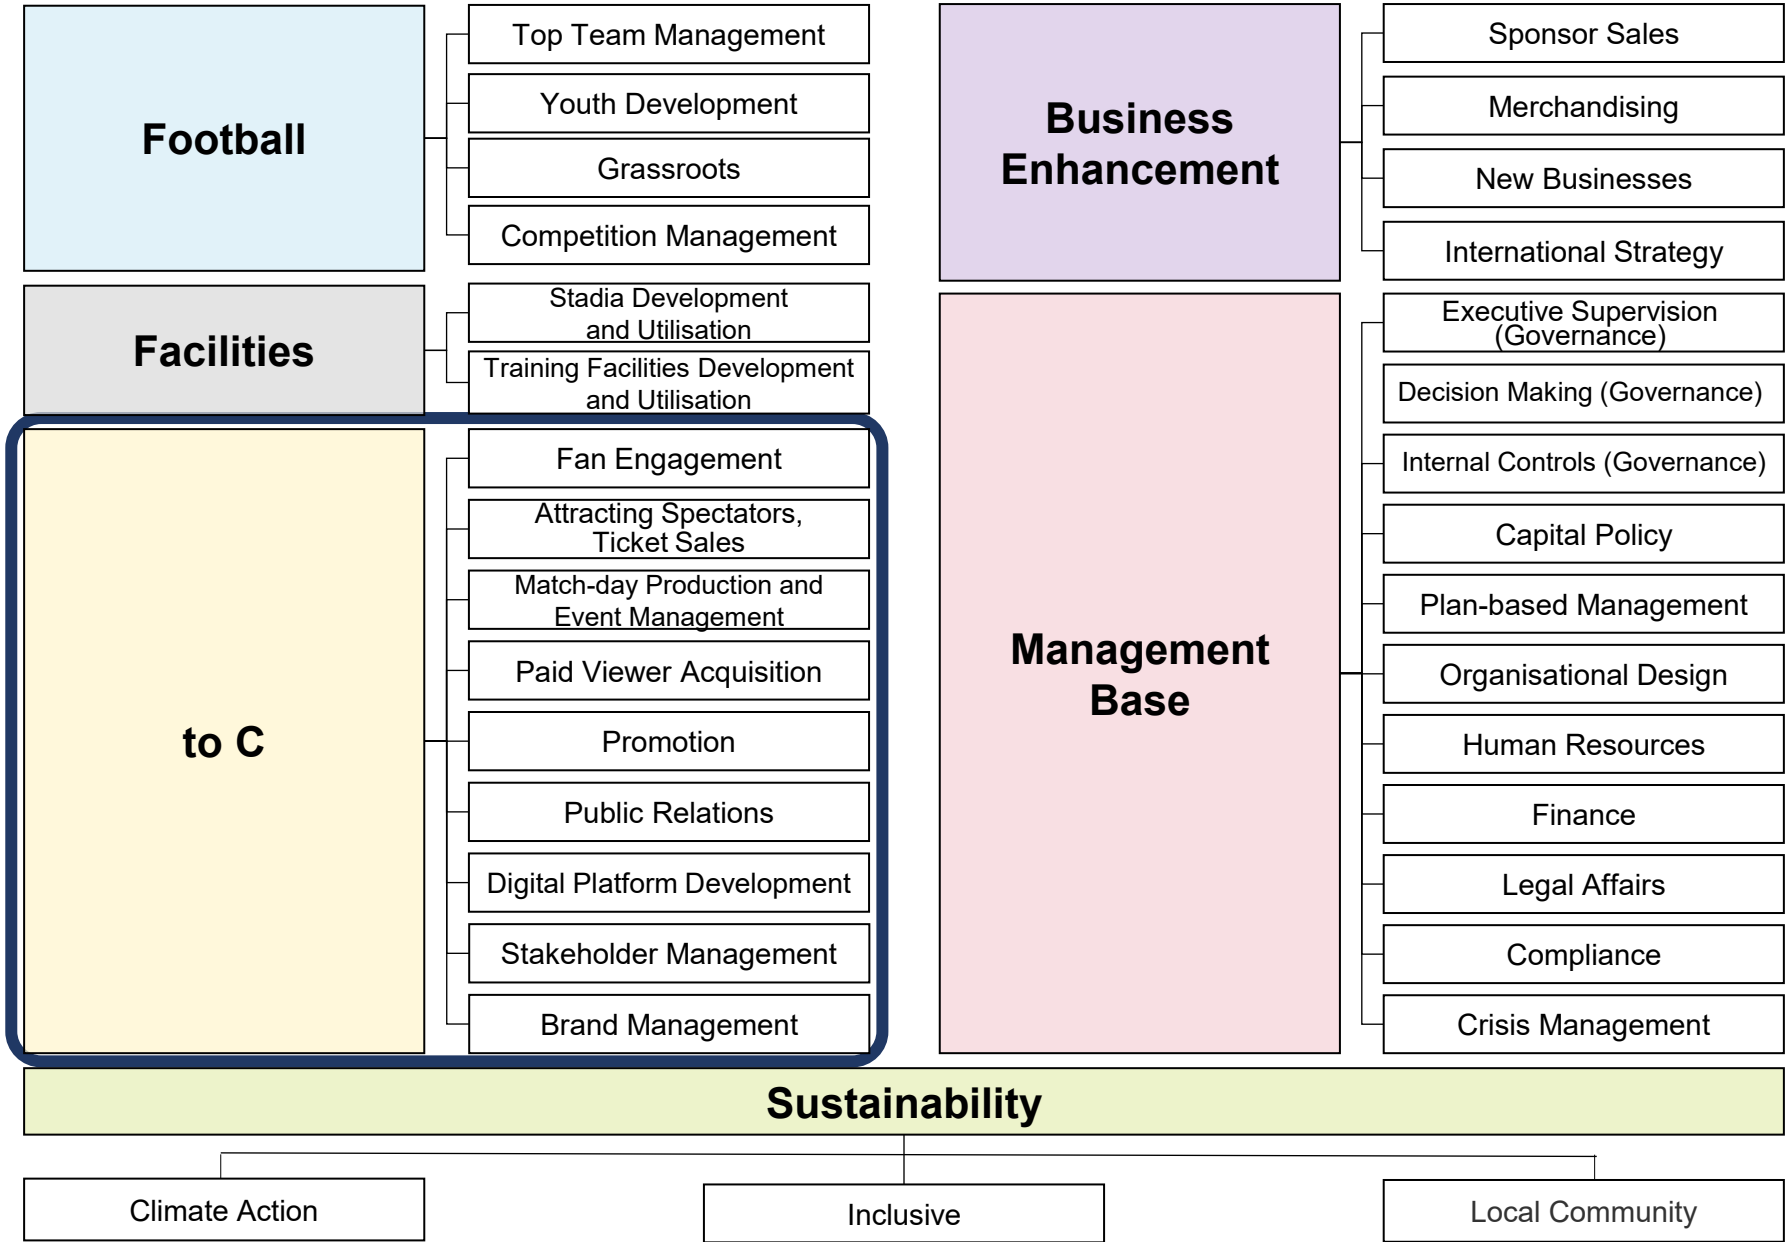 Football
Top Team Management
Youth Development
Grassroots
Competition Management
Facilities
Stadia Development
and Utilisation
Training Facilities Development
and Utilisation
to C
Fan Engagement
Attracting Spectators,
Ticket Sales
Match-day Production and
Event Management
Paid Viewer Acquisition
Promotion
Public Relations
Digital Platform Development
Stakeholder Management
Brand Management
Business
Enhancement
Sponsor Sales
Merchandising
New Businesses
International Strategy
Management
Base
Executive Supervision
(Governance)
Decision Making (Governance)
Internal Controls (Governance)
Capital Policy
Plan-based Management
Organisational Design
Human Resources
Finance
Legal Affairs
Compliance
Crisis Management
Sustainability
Climate Action
Inclusive
Local Community